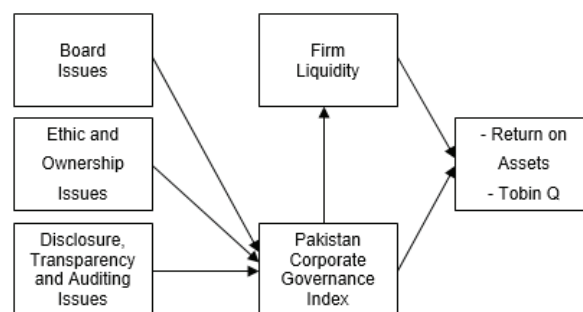 Board
Issues
Firm
Liquidity
Ethic and
Ownership
Issues
- Return on
Assets
- Tobin Q
Disclosure,
Transparency
and Auditing
Issues
Pakistan
Corporate
Governance
Index